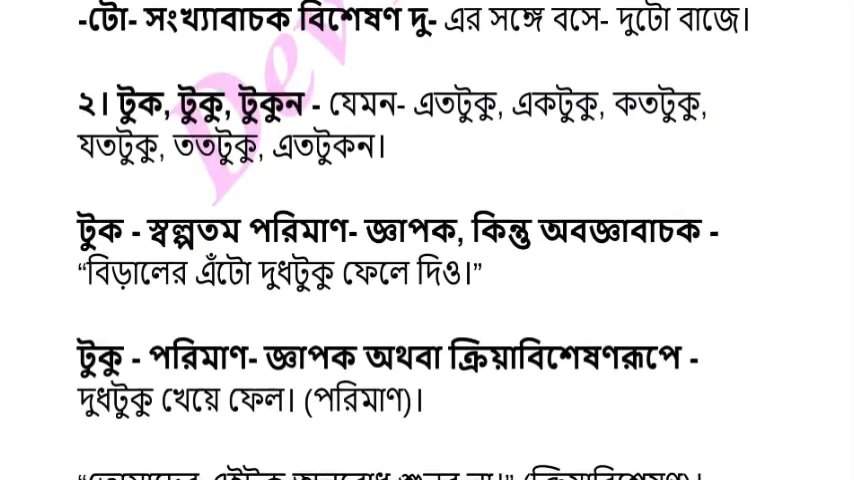 -টো- সংখ্যাবাচক বিশেষণ দু- এর সঙ্গে বসে- দুটো বাজে।
২। টুক, টুকু, টুকুন - যেমন- এতটুকু, একটুকু, কতটুকু,
যতটুকু, ততটুকু, এতটুকন।
টুক - স্বল্পতম পরিমাণ- জ্ঞাপক, কিন্তু অবজ্ঞাবাচক -
“বিড়ালের এঁটো দুধটুকু ফেলে দিও।”
টুকু - পরিমাণ- জ্ঞাপক অথবা ক্রিয়াবিশেষণরূপে -
দুধটুকু খেয়ে ফেল। (পরিমাণ)।